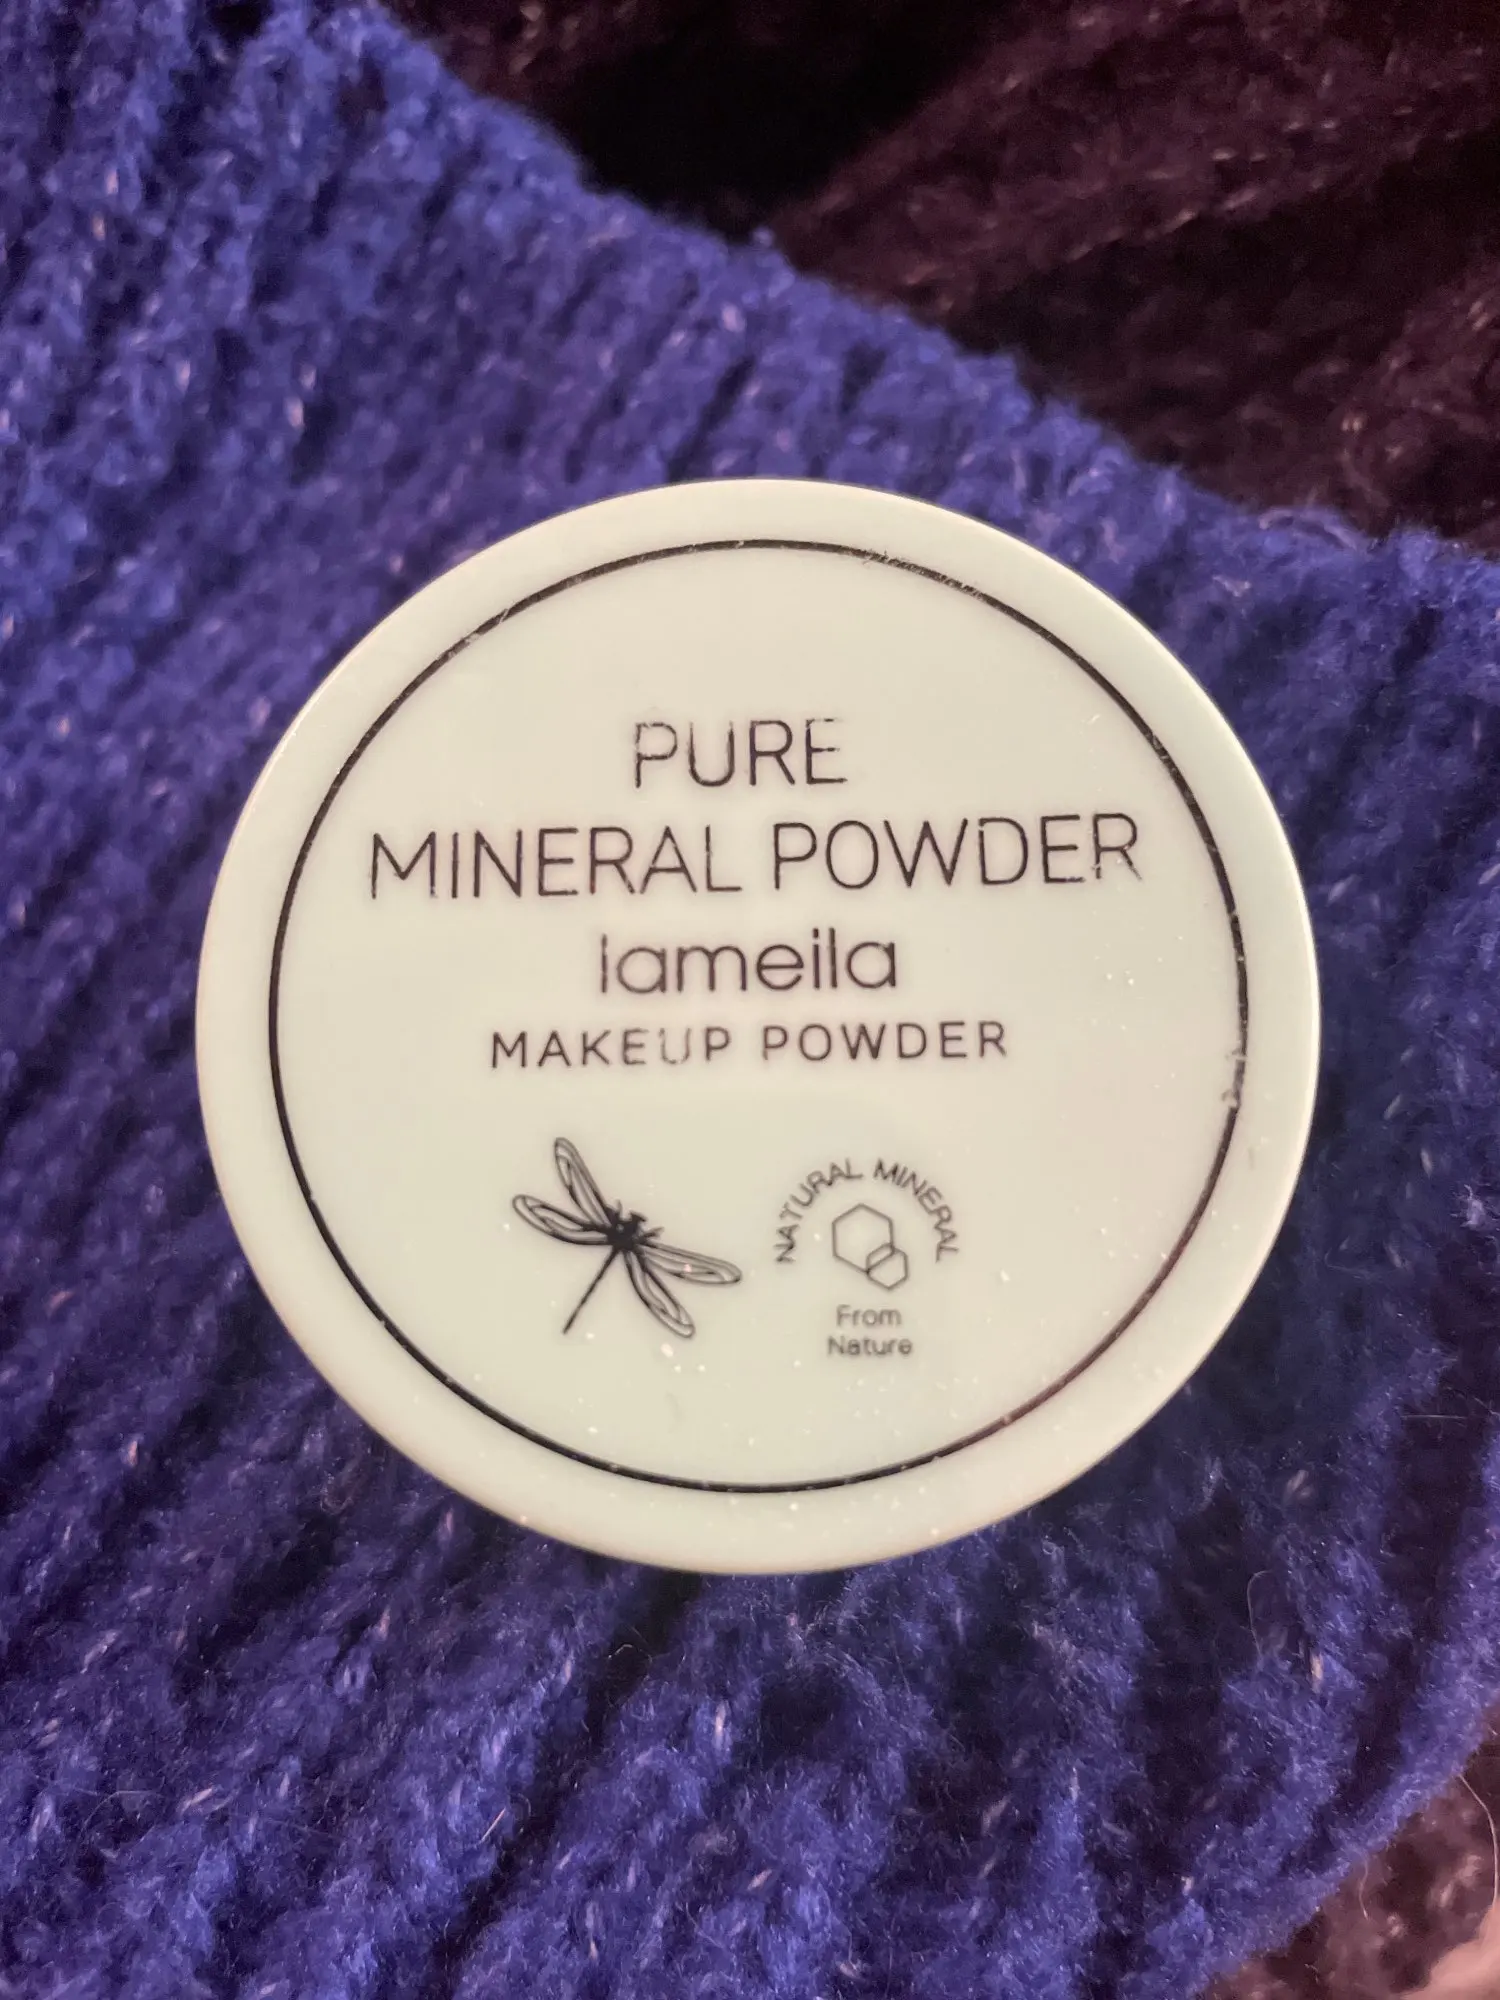 PURE
MINERAL POWDER
lameila
MAKEUP POWDER
NATURAL MINERAL
From
Nature